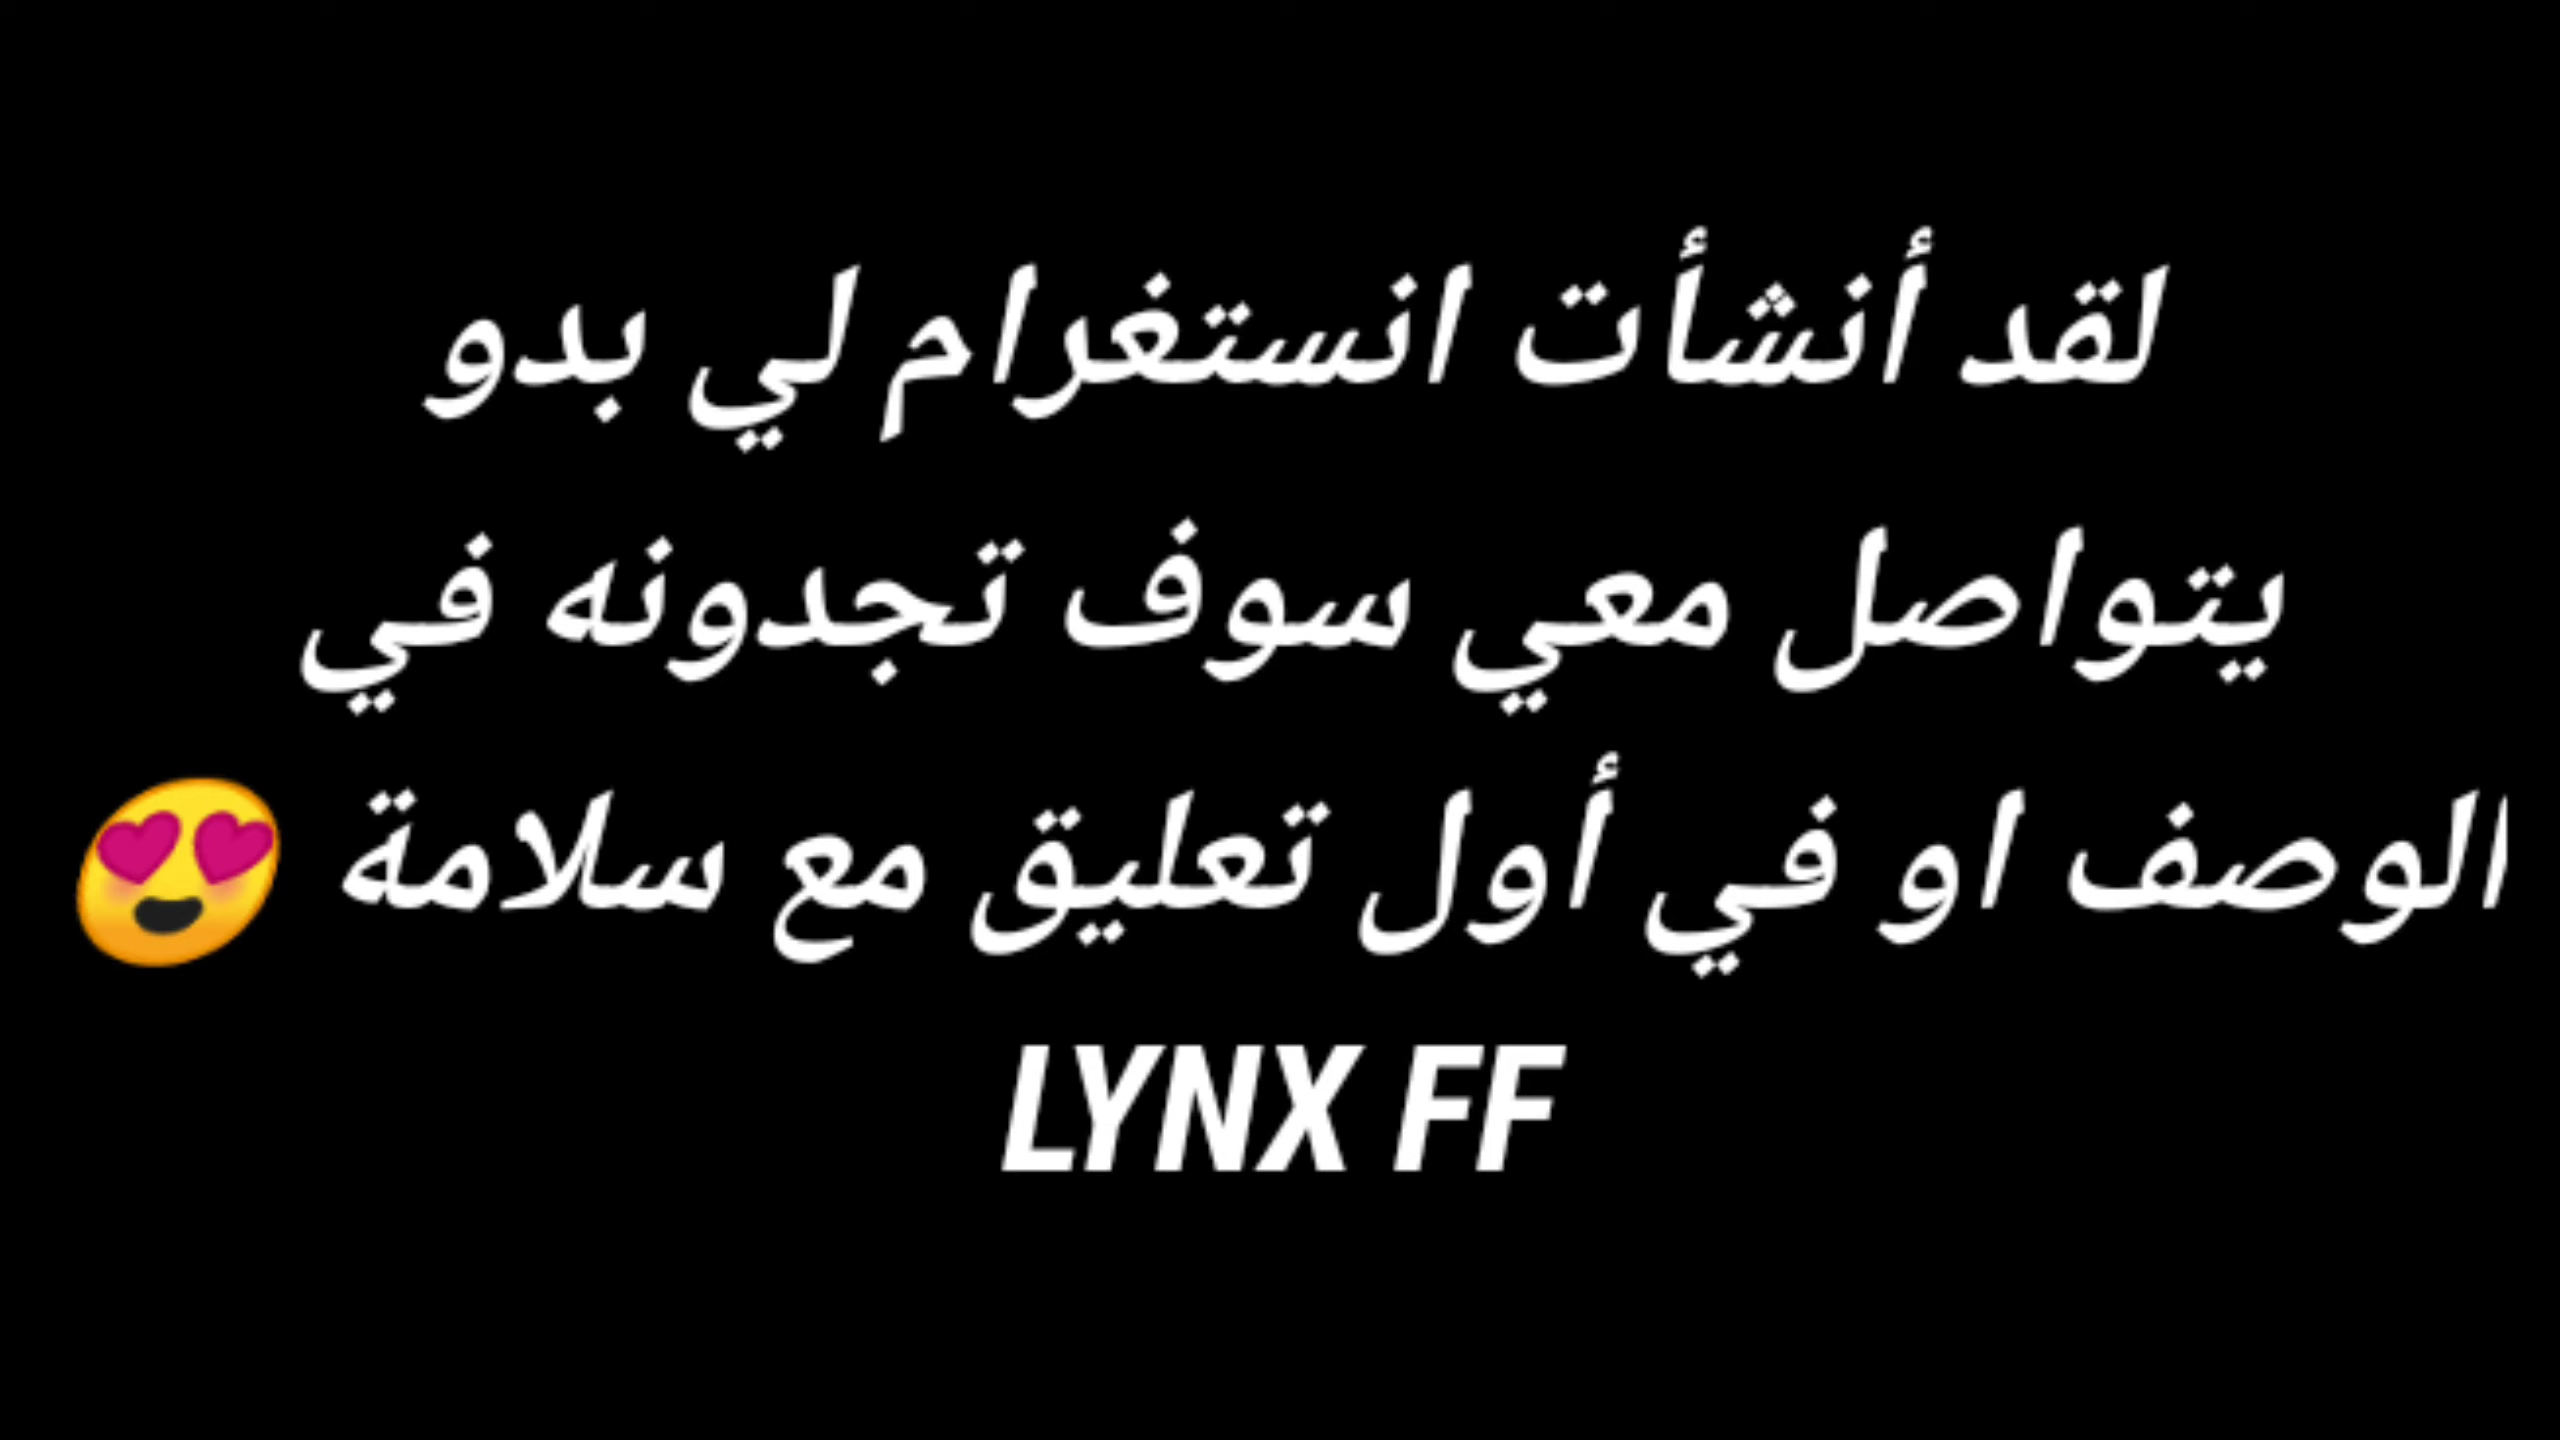 لقد أنشأت انستغرام لي بدو
يتواصل معي سوف تجدونه في
الوصف او في أول تعليق مع سلامة 😍
LYNX FF